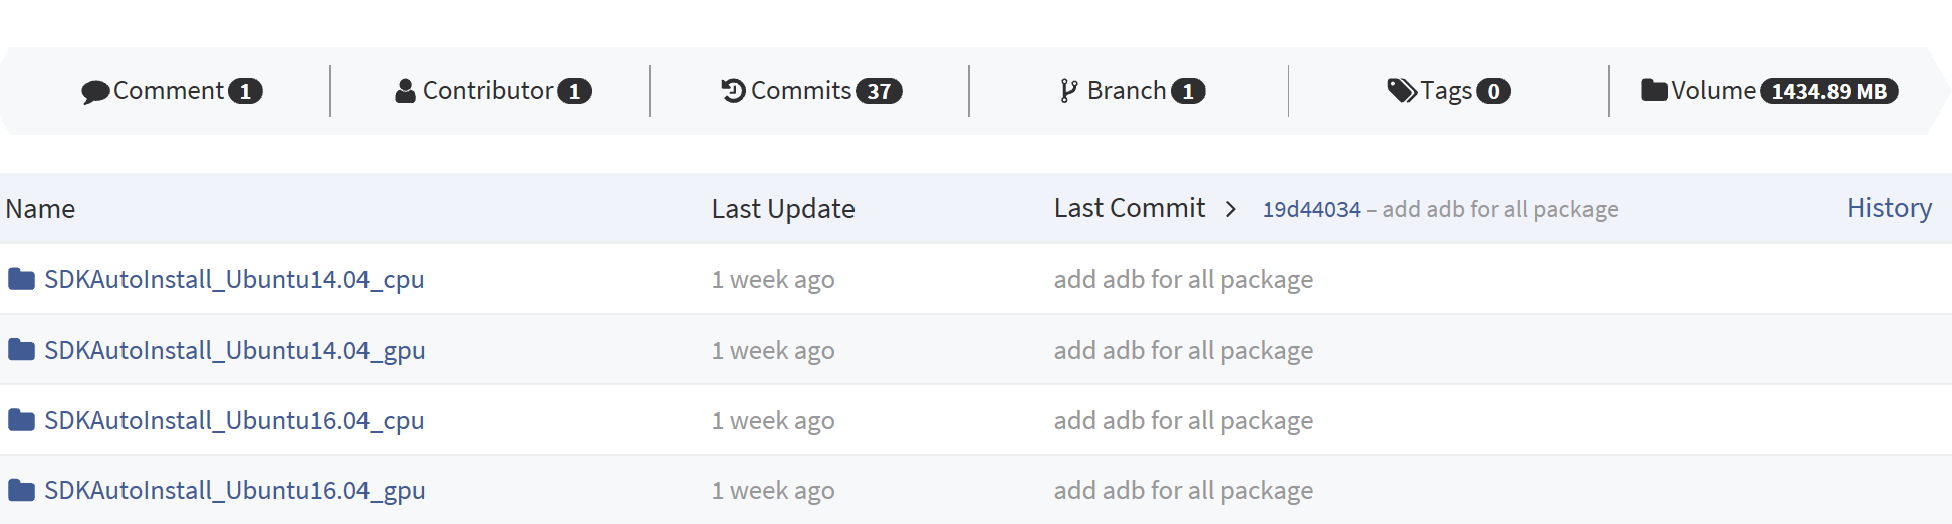 Comment 1 Contributor 1 Commits 37 Branch 1 Tags 0 Volume 1434.89 MB
Name Last Update Last Commit > 19d44034 – add adb for all package History
SDKAutoInstall_Ubuntu14.04_cpu 1 week ago add adb for all package
SDKAutoInstall_Ubuntu14.04_gpu 1 week ago add adb for all package
SDKAutoInstall_Ubuntu16.04_cpu 1 week ago add adb for all package
SDKAutoInstall_Ubuntu16.04_gpu 1 week ago add adb for all package